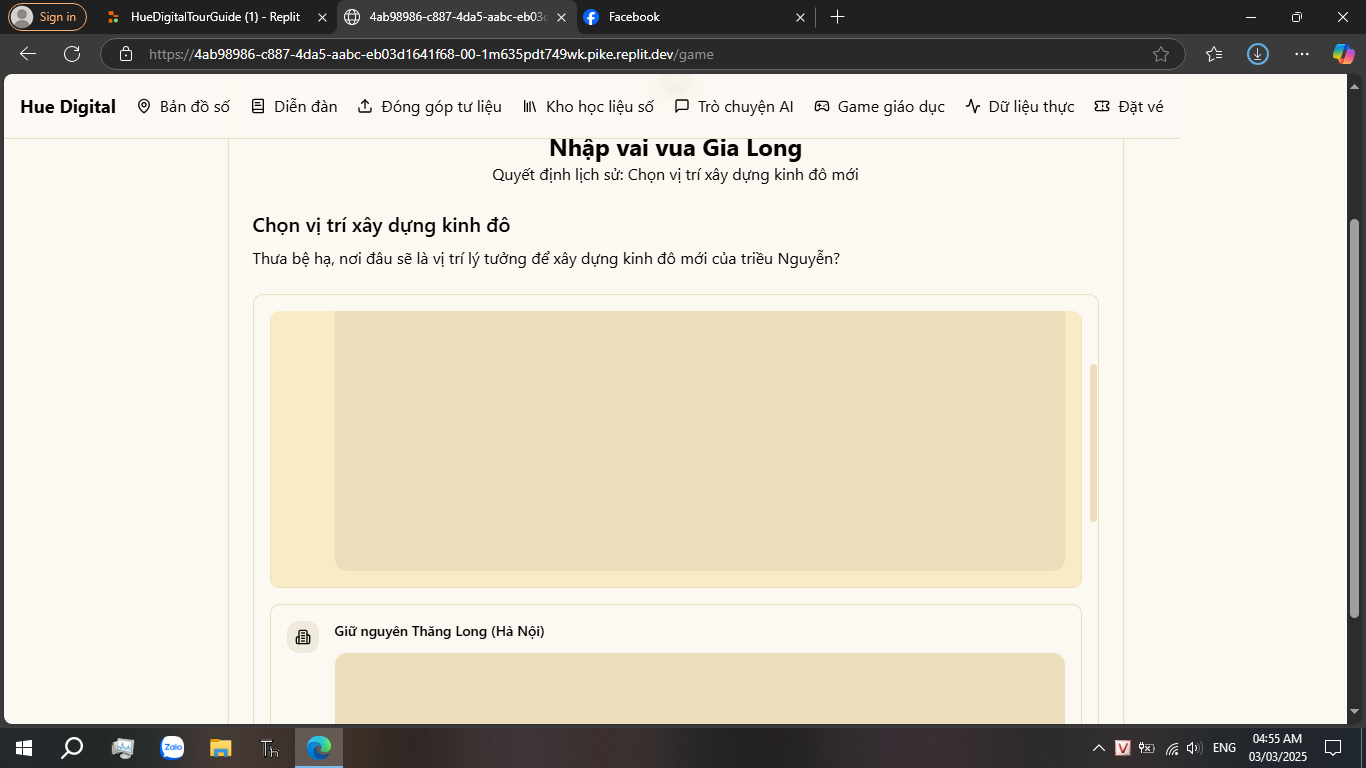 Sign in
HueDigitalTourGuide (1) - Replit
4ab98986-c887-4da5-aabc-eb03d
Facebook
https://4ab98986-c887-4da5-aabc-eb03d1641f68-00-1m635pdt749wk.pike.replit.dev/game
Hue Digital
Bản đồ số
Diễn đàn
Đóng góp tư liệu
Kho học liệu số
Trò chuyện AI
Game giáo dục
Dữ liệu thực
Đặt vé
Nhập vai vua Gia Long
Quyết định lịch sử: Chọn vị trí xây dựng kinh đô mới
Chọn vị trí xây dựng kinh đô
Thưa bệ hạ, nơi đâu sẽ là vị trí lý tưởng để xây dựng kinh đô mới của triều Nguyễn?
Giữ nguyên Thăng Long (Hà Nội)
Zalo
Th
V
ENG
04:55 AM
03/03/2025